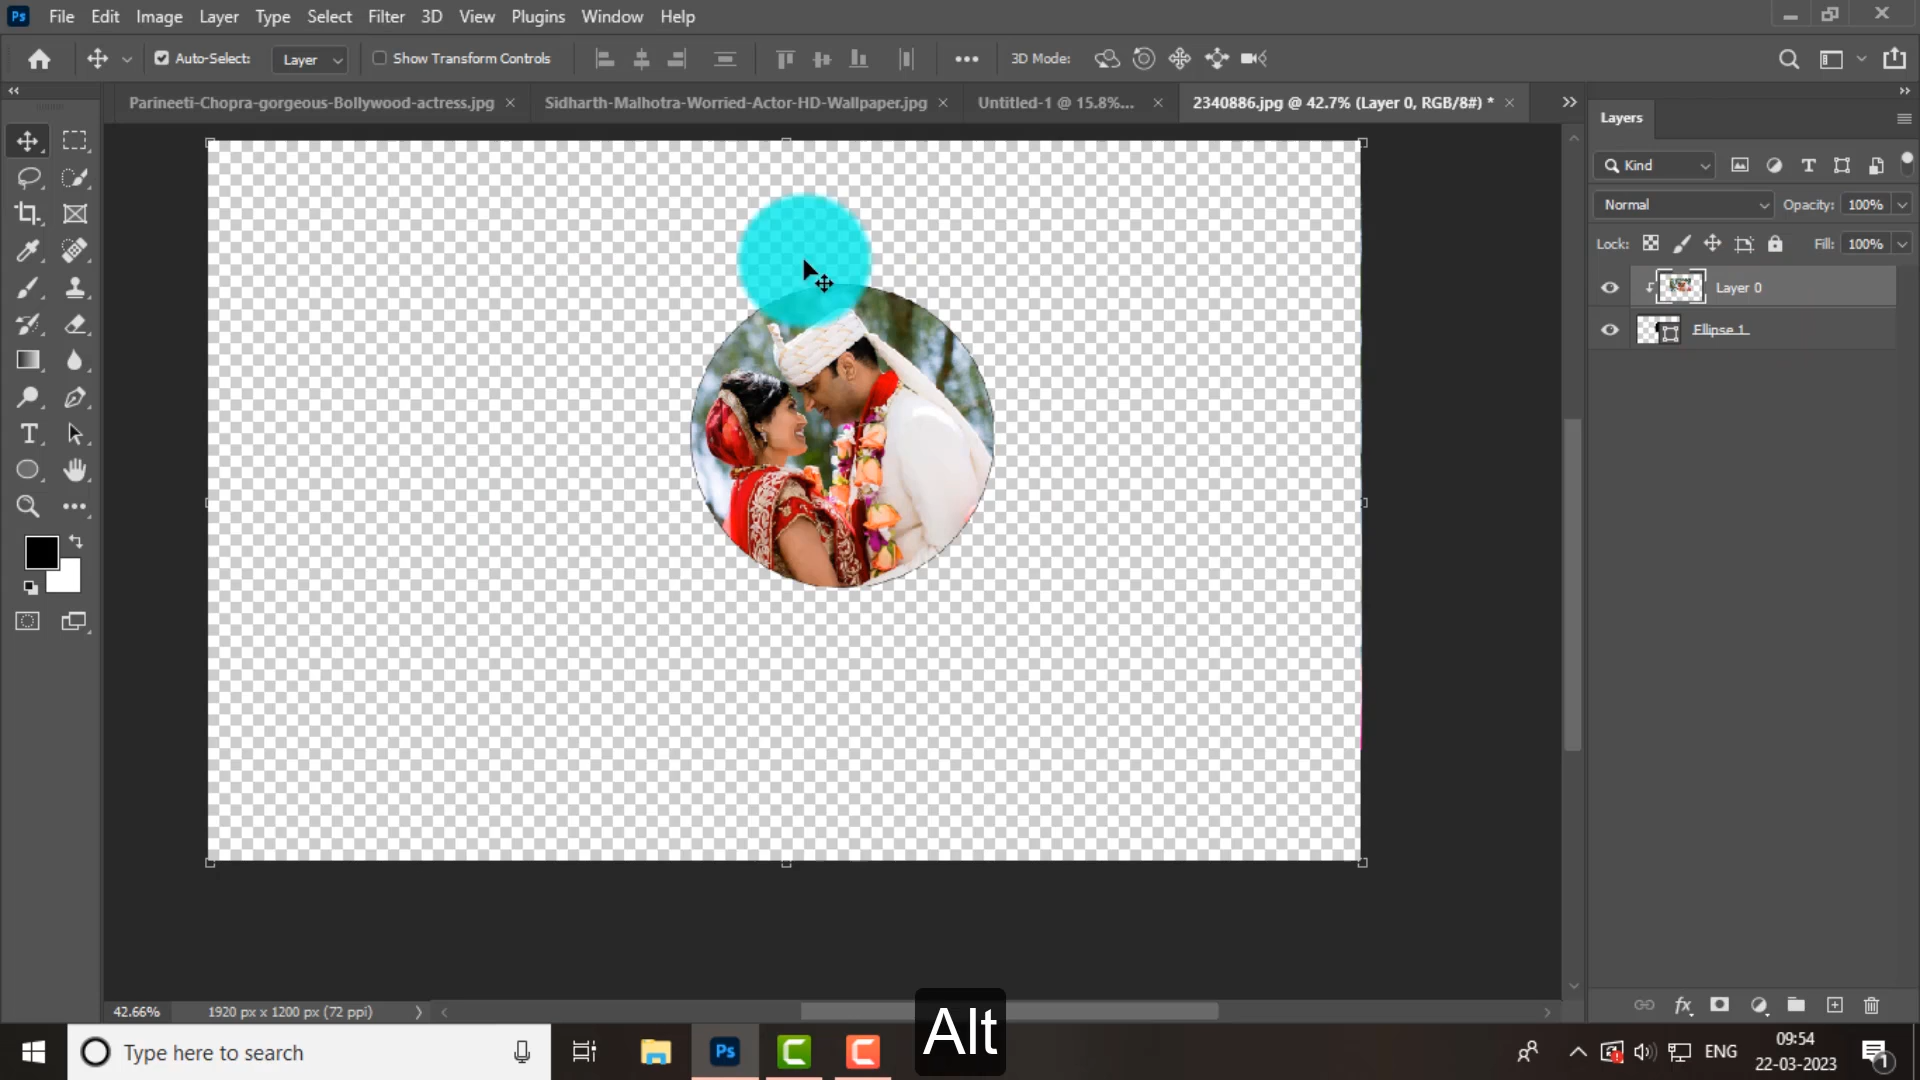 Ps File Edit Image Layer Type Select Filter 3D View Plugins Window Help
Auto-Select: Layer Show Transform Controls 3D Mode:
Parineeti-Chopra-gorgeous-Bollywood-actress.jpg Sidharth-Malhotra-Worried-Actor-HD-Wallpaper.jpg Untitled-1 @ 15.8%... 2340886.jpg @ 42.7% (Layer 0, RGB/8#) *
Layers
Kind
Normal Opacity: 100%
Lock: Fill: 100%
Layer 0
Ellipse 1
42.66% 1920 px x 1200 px (72 ppi)
Alt
Type here to search
Ps
ENG
09:54
22-03-2023
1